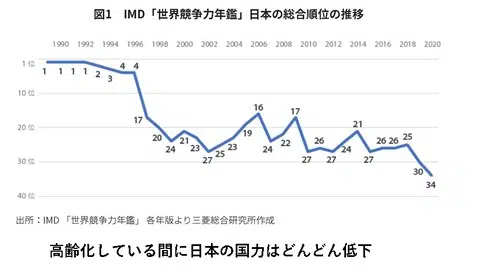 図1 IMD「世界競争力年鑑」日本の総合順位の推移
1990 1992 1994 1996 1998 2000 2002 2004 2006 2008 2010 2012 2014 2016 2018 2020
1位
1 1 1 1 2 3 4 4
10位
17 16 17
20位
20 24 21 23 27 25 23 19 24 22 27 26 27 24 21 27 26 26 25
30位
30 34
40位
出所：IMD 「世界競争力年鑑」 各年版より三菱総合研究所作成
高齢化している間に日本の国力はどんどん低下